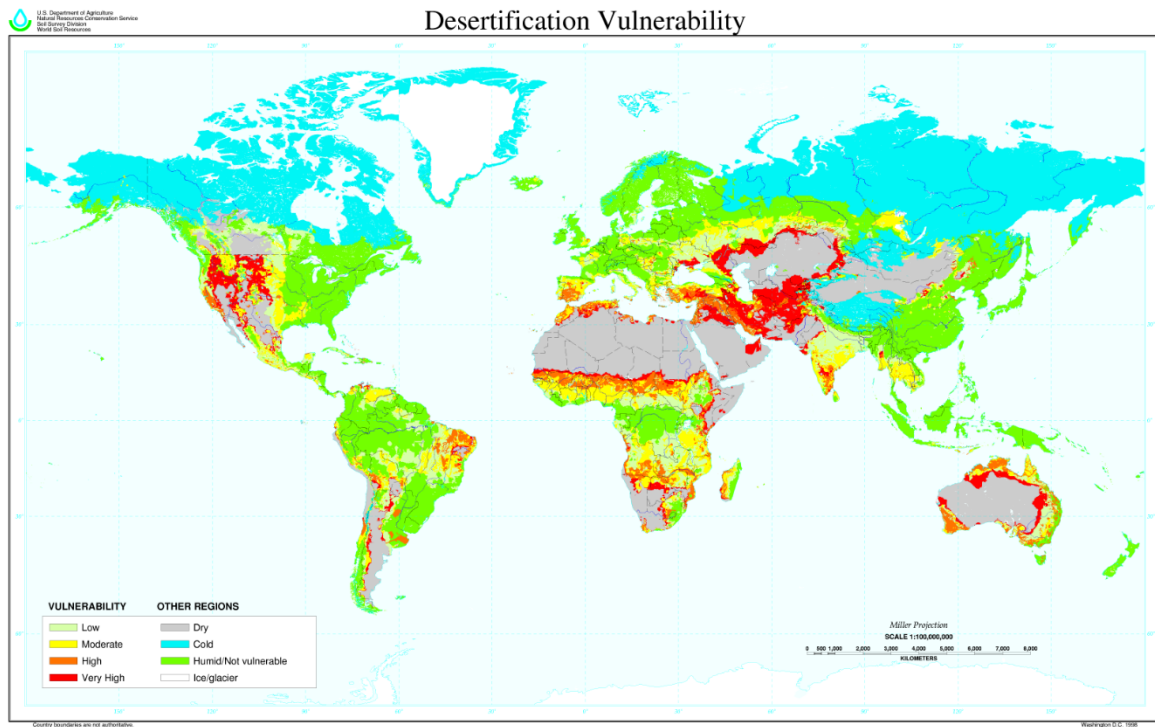 U.S. Department of Agriculture
Natural Resources Conservation Service
Soil Survey Division
World Soil Resources
Desertification Vulnerability
VULNERABILITY
Low
Moderate
High
Very High
OTHER REGIONS
Dry
Cold
Humid/Not vulnerable
Ice/glacier
Miller Projection
SCALE 1:100,000,000
0 500 1,000 2,000 3,000 4,000 5,000 6,000 7,000 8,000
KILOMETERS
Country boundaries are not authoritative.
Washington D.C. 1998